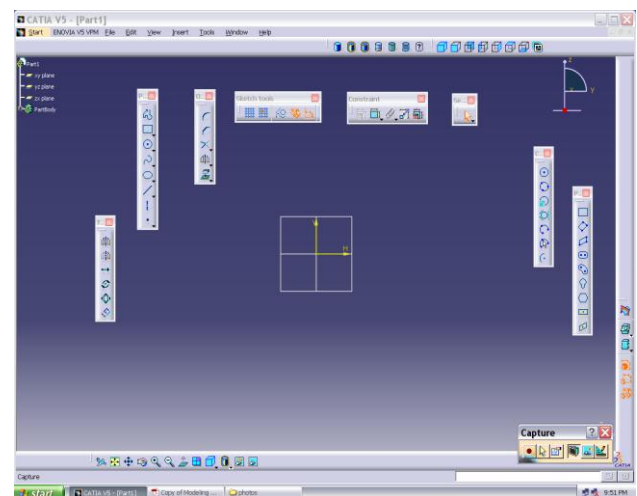 CATIA V5 - [Part1]
Start ENOVIA V5 VPM File Edit View Insert Tools Window Help
Part1
xy plane
yz plane
zx plane
PartBody
z
y
P...
O...
Sketch tools
Constraint
C...
P...
T...
V
H
Capture
CATIA
Capture
start CATIA V5 - [Part1] Copy of Modeling ... photos 9:51 PM